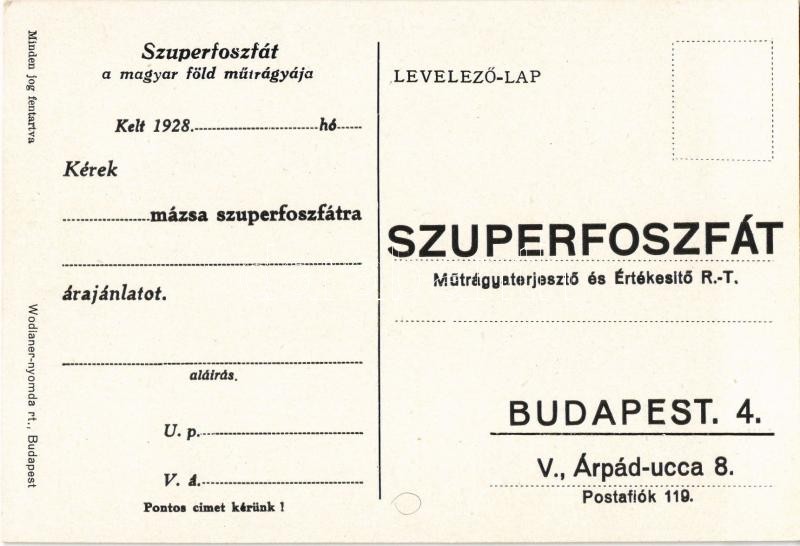 Minden jog fentartva
Wodianer-nyomda rt., Budapest
Szuperfoszfát
a magyar föld műtrágyája
Kelt 1928. hó
Kérek
mázsa szuperfoszfátra
árajánlatot.
aláirás.
U. p.
V. á.
Pontos cimet kérünk !
LEVELEZŐ-LAP
SZUPERFOSZFÁT
Műtrágyaterjesztő és Értékesitő R.-T.
BUDAPEST. 4.
V., Árpád-ucca 8.
Postafiók 119.